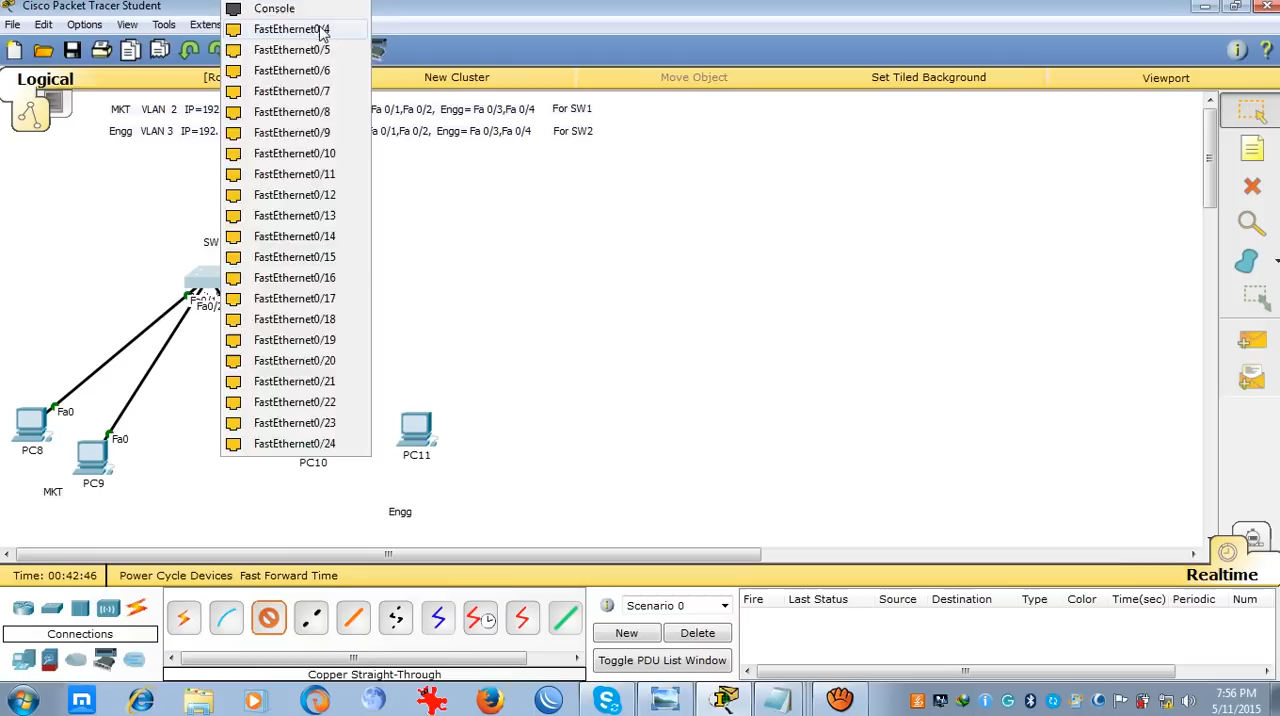 Cisco Packet Tracer Student
File Edit Options View Tools Exten
Logical [Ro New Cluster Move Object Set Tiled Background Viewport
Console
FastEthernet0/4
FastEthernet0/5
FastEthernet0/6
FastEthernet0/7
FastEthernet0/8
FastEthernet0/9
FastEthernet0/10
FastEthernet0/11
FastEthernet0/12
FastEthernet0/13
FastEthernet0/14
FastEthernet0/15
FastEthernet0/16
FastEthernet0/17
FastEthernet0/18
FastEthernet0/19
FastEthernet0/20
FastEthernet0/21
FastEthernet0/22
FastEthernet0/23
FastEthernet0/24
MKT VLAN 2 IP=192. Fa 0/1,Fa 0/2, Engg= Fa 0/3,Fa 0/4 For SW1
Engg VLAN 3 IP=192. Fa 0/1,Fa 0/2, Engg= Fa 0/3,Fa 0/4 For SW2
SW
Fa0/1
Fa0/2
Fa0
Fa0
PC8
PC9
PC10
PC11
MKT
Engg
Time: 00:42:46 Power Cycle Devices Fast Forward Time
Realtime
Connections
Copper Straight-Through
Scenario 0
New Delete
Toggle PDU List Window
Fire Last Status Source Destination Type Color Time(sec) Periodic Num
7:56 PM
5/11/2015